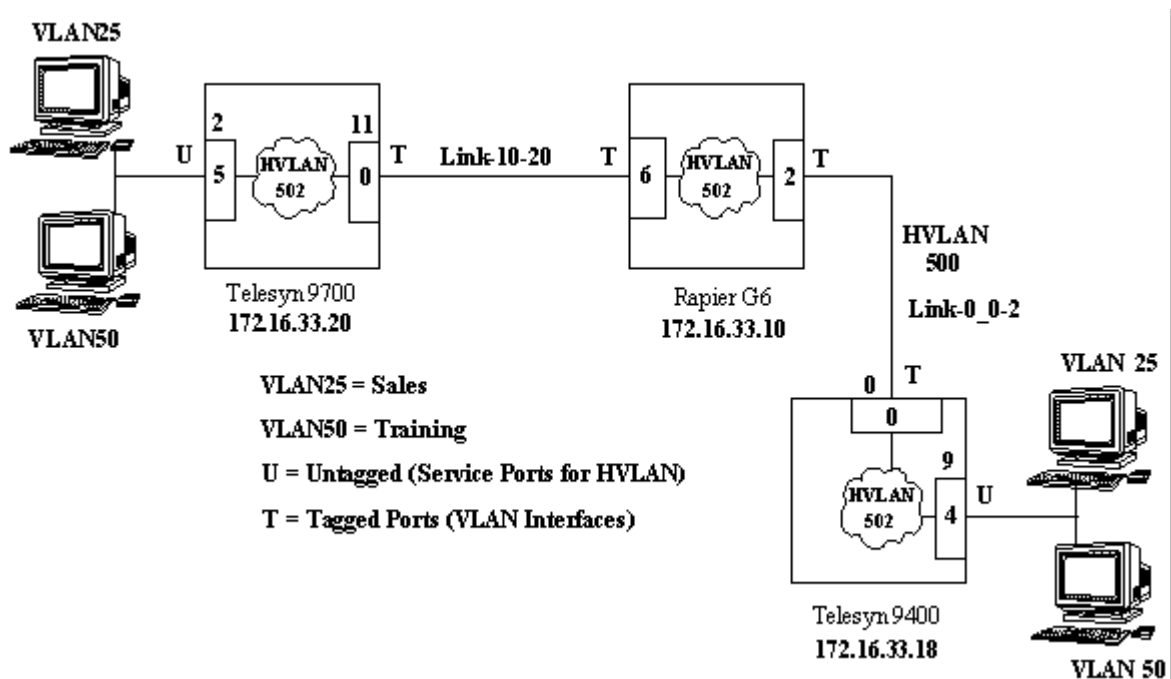 VLAN25
VLAN50
2
U
5
HVLAN
502
11
0
T
Telesyn 9700
172.16.33.20
Link-10-20
T
6
HVLAN
502
2
T
Rapier G6
172.16.33.10
HVLAN
500
Link-0_0-2
VLAN25 = Sales
VLAN50 = Training
U = Untagged (Service Ports for HVLAN)
T = Tagged Ports (VLAN Interfaces)
0
T
0
HVLAN
502
9
4
U
Telesyn 9400
172.16.33.18
VLAN 25
VLAN 50